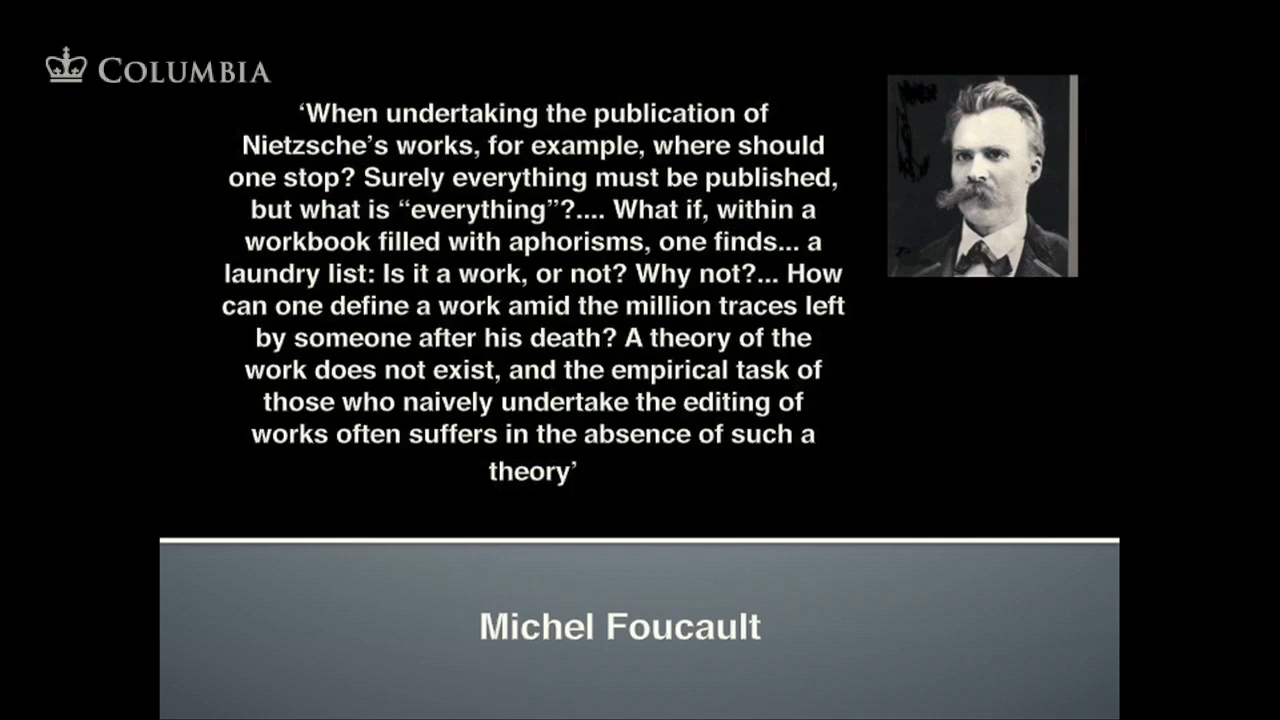 COLUMBIA
‘When undertaking the publication of
Nietzsche’s works, for example, where should
one stop? Surely everything must be published,
but what is “everything”?.... What if, within a
workbook filled with aphorisms, one finds... a
laundry list: Is it a work, or not? Why not?... How
can one define a work amid the million traces left
by someone after his death? A theory of the
work does not exist, and the empirical task of
those who naively undertake the editing of
works often suffers in the absence of such a
theory’
Michel Foucault